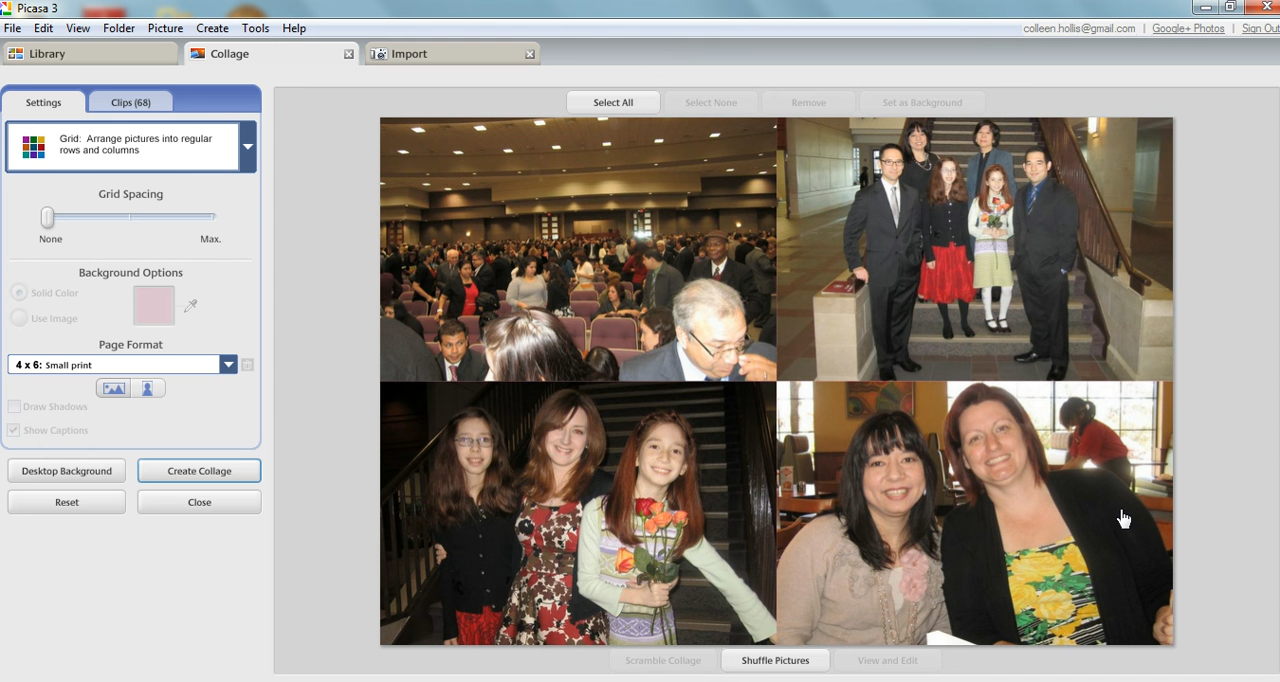 Picasa 3
File Edit View Folder Picture Create Tools Help
colleen.hollis@gmail.com | Google+ Photos | Sign Out
Library
Collage
Import
Settings
Clips (68)
Select All
Select None
Remove
Set as Background
Grid: Arrange pictures into regular
rows and columns
Grid Spacing
None
Max.
Background Options
Solid Color
Use Image
Page Format
4 x 6: Small print
Draw Shadows
Show Captions
Desktop Background
Create Collage
Reset
Close
Scramble Collage
Shuffle Pictures
View and Edit